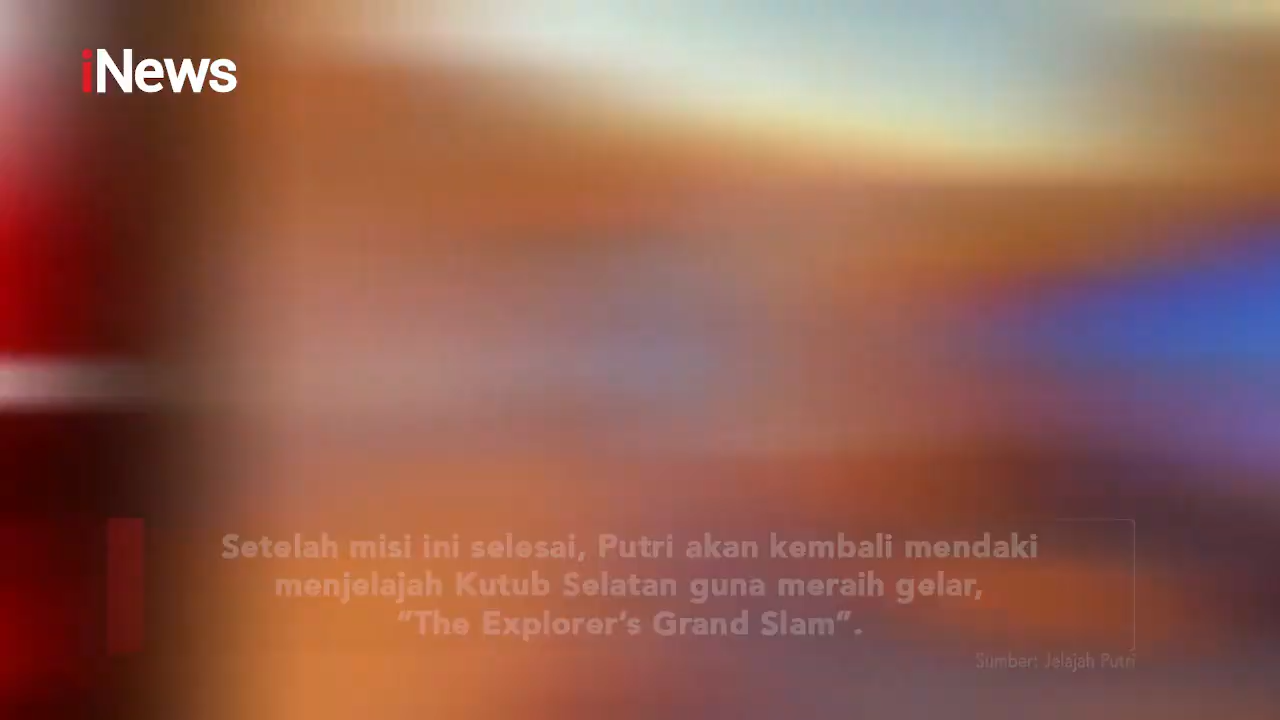 iNews
Setelah misi ini selesai, Putri akan kembali mendaki
menjelajah Kutub Selatan guna meraih gelar,
"The Explorer's Grand Slam".
Sumber: Jelajah Putri